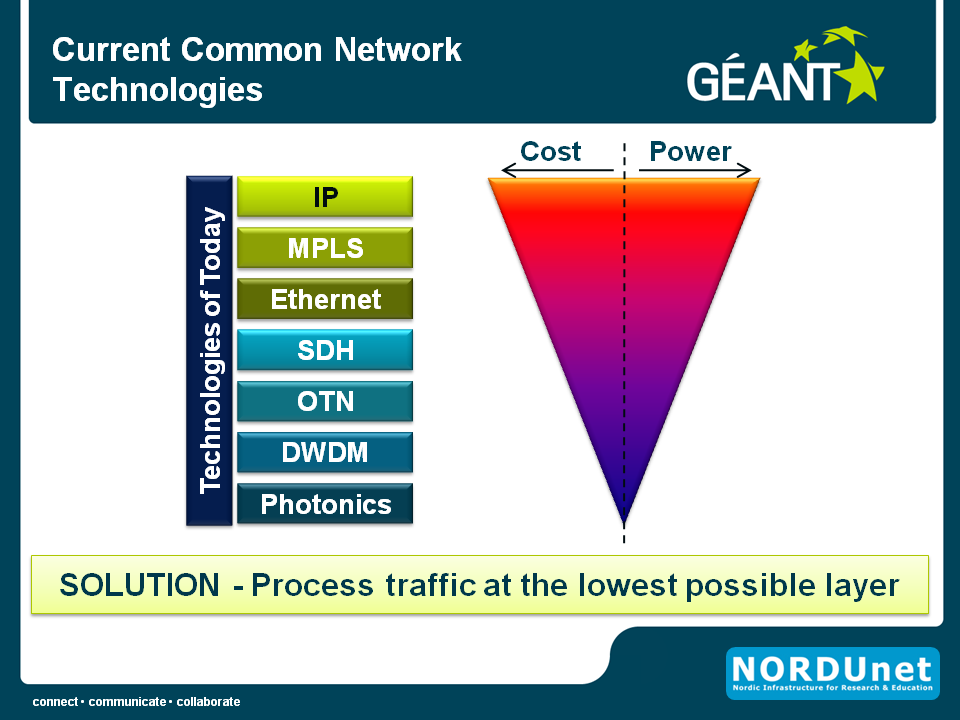 Current Common Network
Technologies
GÉANT
Cost
Power
Technologies of Today
IP
MPLS
Ethernet
SDH
OTN
DWDM
Photonics
SOLUTION - Process traffic at the lowest possible layer
NORDUnet
Nordic Infrastructure for Research & Education
connect • communicate • collaborate